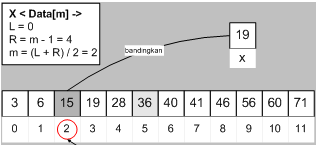 X < Data[m] ->
L = 0
R = m - 1 = 4
m = (L + R) / 2 = 2
19
bandingkan
x
3 6 15 19 28 36 40 41 46 56 60 71
0 1 2 3 4 5 6 7 8 9 10 11